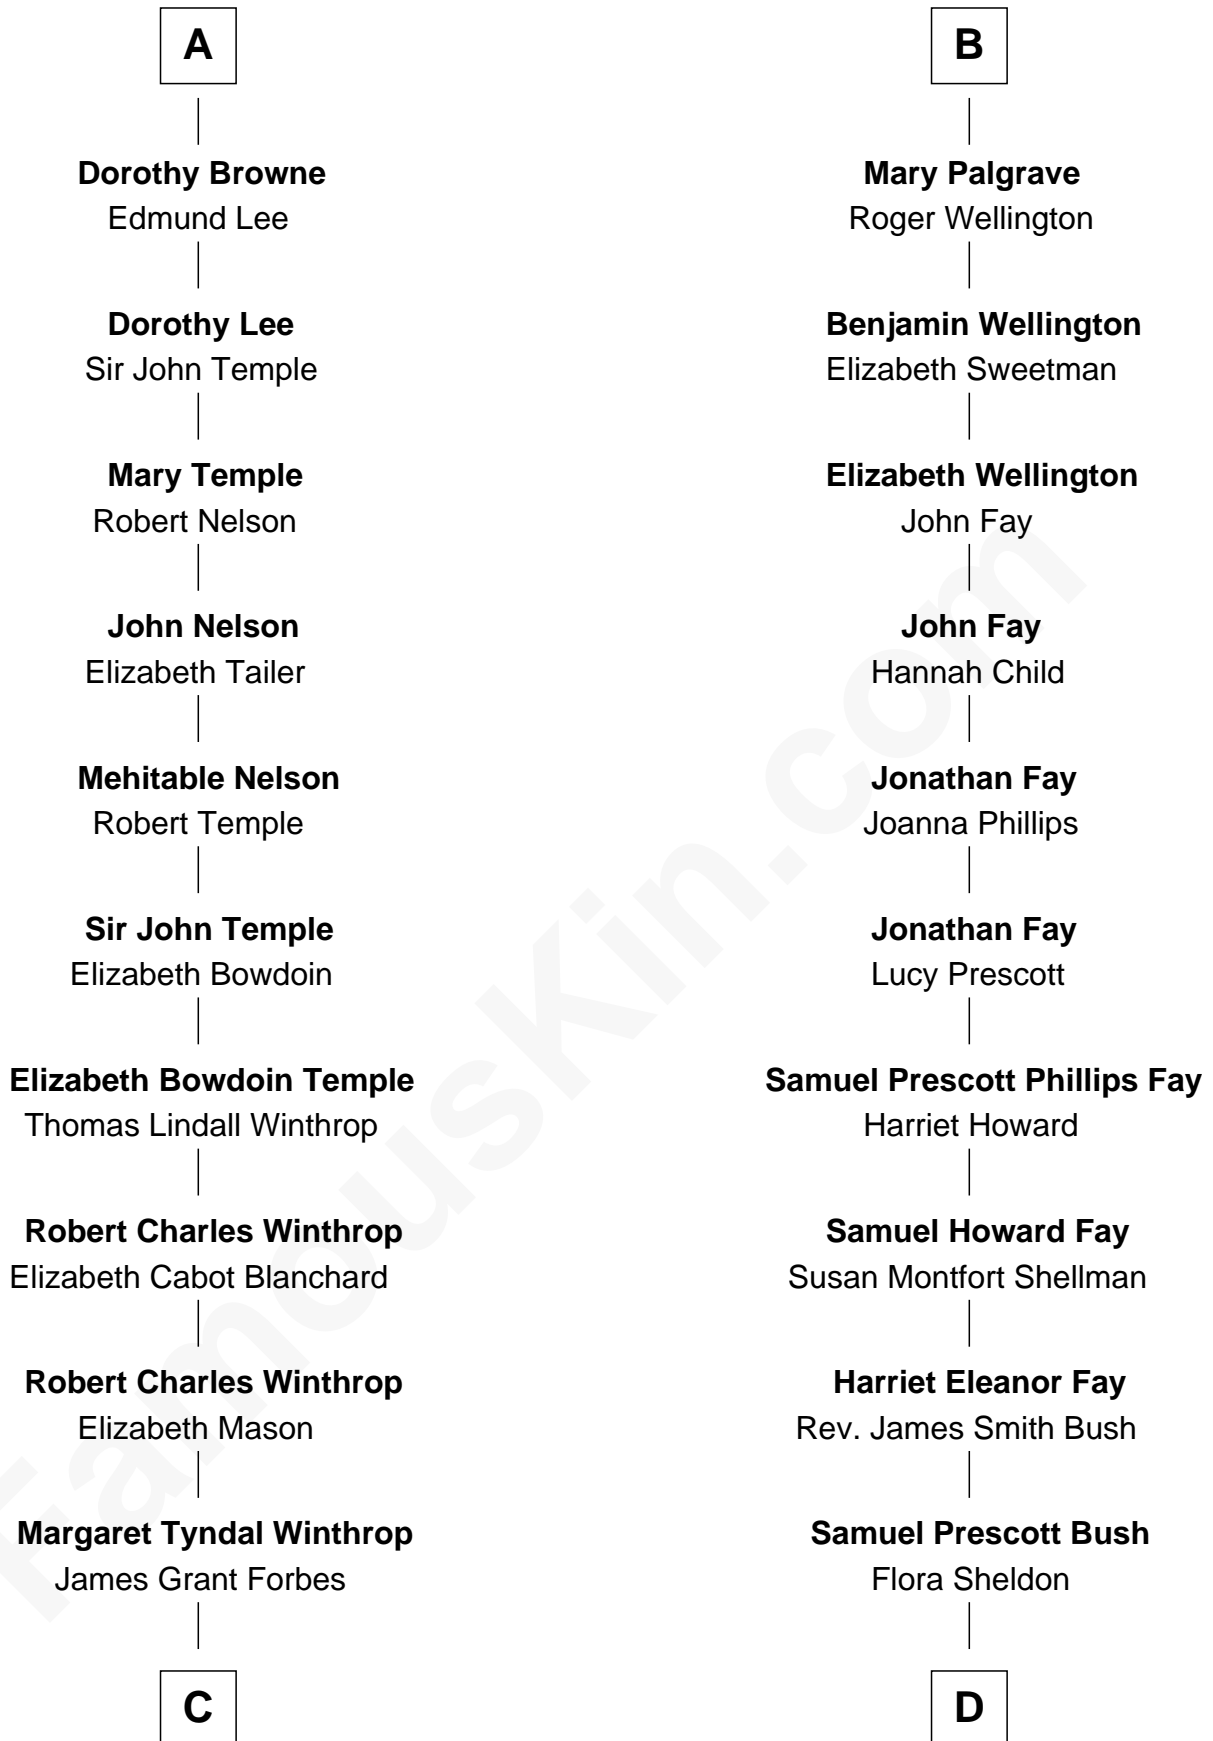 A
Dorothy Browne
Edmund Lee
Dorothy Lee
Sir John Temple
Mary Temple
Robert Nelson
John Nelson
Elizabeth Tailer
Mehitable Nelson
Robert Temple
Sir John Temple
Elizabeth Bowdoin
Elizabeth Bowdoin Temple
Thomas Lindall Winthrop
Robert Charles Winthrop
Elizabeth Cabot Blanchard
Robert Charles Winthrop
Elizabeth Mason
Margaret Tyndal Winthrop
James Grant Forbes
C
B
Mary Palgrave
Roger Wellington
Benjamin Wellington
Elizabeth Sweetman
Elizabeth Wellington
John Fay
John Fay
Hannah Child
Jonathan Fay
Joanna Phillips
Jonathan Fay
Lucy Prescott
Samuel Prescott Phillips Fay
Harriet Howard
Samuel Howard Fay
Susan Montfort Shellman
Harriet Eleanor Fay
Rev. James Smith Bush
Samuel Prescott Bush
Flora Sheldon
D
FamousKin.com